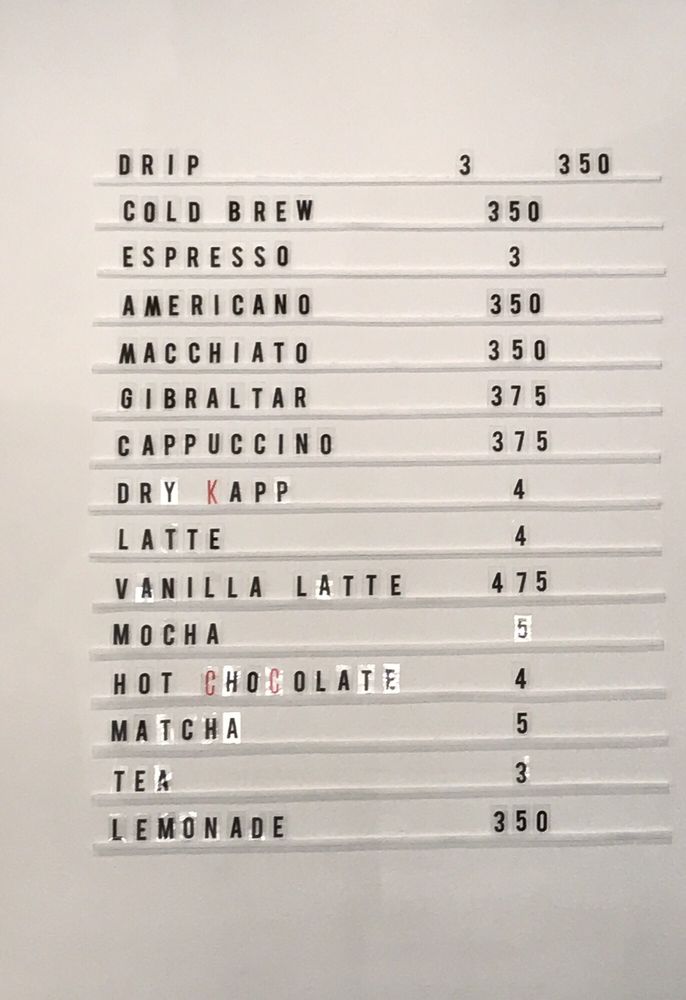 DRIP 3 350
COLD BREW 350
ESPRESSO 3
AMERICANO 350
MACCHIATO 350
GIBRALTAR 375
CAPPUCCINO 375
DRY KAPP 4
LATTE 4
VANILLA LATTE 475
MOCHA 5
HOT CHOCOLATE 4
MATCHA 5
TEA 3
LEMONADE 350